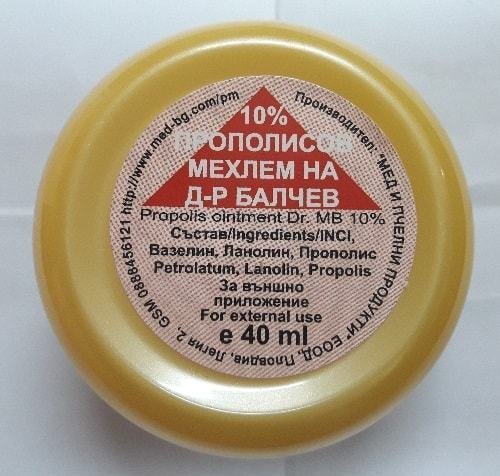 10%
ПРОПОЛИСОВ
МЕХЛЕМ НА
Д-Р БАЛЧЕВ
Propolis ointment Dr. MB 10%
Състав/Ingredients/INCI,
Вазелин, Ланолин, Прополис
Petrolatum, Lanolin, Propolis
За външно
приложение
For external use
e 40 ml
Производител: "МЕД И ПЧЕЛНИ ПРОДУКТИ" ЕООД, Пловдив, Легия 2, GSM 0886456121 http://www.med-bg.com/pm